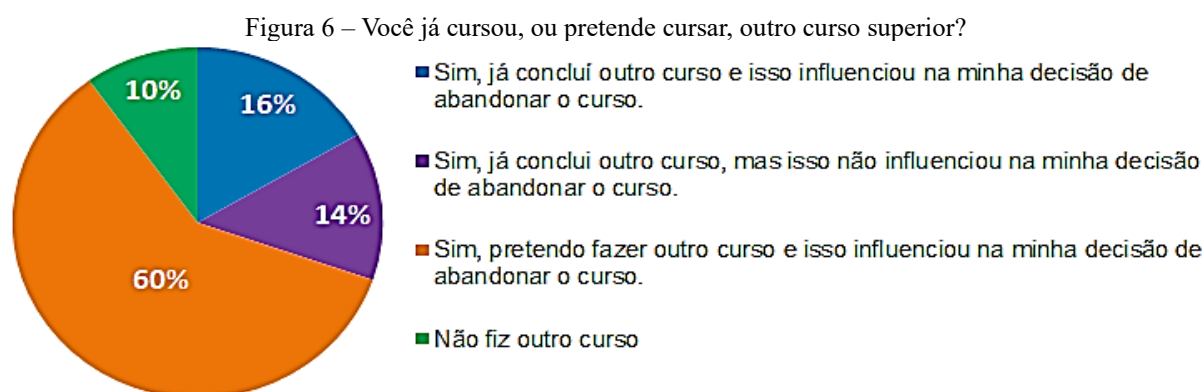 Figura 6 – Você já cursou, ou pretende cursar, outro curso superior?
10%
16%
14%
60%
Sim, já concluí outro curso e isso influenciou na minha decisão de
abandonar o curso.
Sim, já conclui outro curso, mas isso não influenciou na minha decisão
de abandonar o curso.
Sim, pretendo fazer outro curso e isso influenciou na minha decisão de
abandonar o curso.
Não fiz outro curso